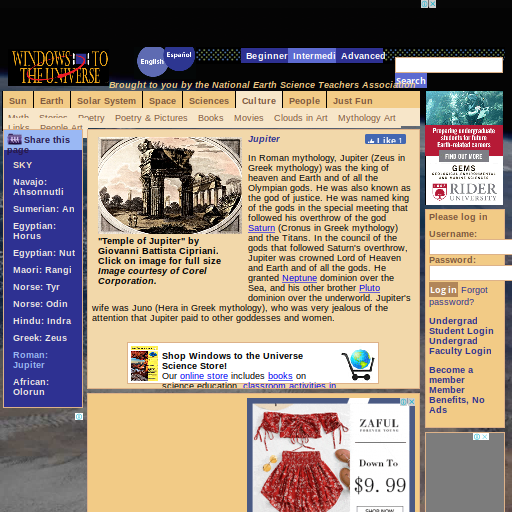 WINDOWS TO
THE UNIVERSE
English
Español
Beginner Intermedi Advanced
Search
Brought to you by the National Earth Science Teachers Association
Sun Earth Solar System Space Sciences Culture People Just Fun
Myth Stories Poetry Poetry & Pictures Books Movies Clouds in Art Mythology Art
Links People Art
Share this
page
SKY
Navajo:
Ahsonnutli
Sumerian: An
Egyptian:
Horus
Egyptian: Nut
Maori: Rangi
Norse: Tyr
Norse: Odin
Hindu: Indra
Greek: Zeus
Roman:
Jupiter
African:
Olorun
"Temple of Jupiter" by
Giovanni Battista Cipriani.
Click on image for full size
Image courtesy of Corel
Corporation.
Jupiter
Like 1
In Roman mythology, Jupiter (Zeus in
Greek mythology) was the king of
heaven and Earth and of all the
Olympian gods. He was also known as
the god of justice. He was named king
of the gods in the special meeting that
followed his overthrow of the god
Saturn (Cronus in Greek mythology)
and the Titans. In the council of the
gods that followed Saturn's overthrow,
Jupiter was crowned Lord of Heaven
and Earth and of all the gods. He
granted Neptune dominion over the
Sea, and his other brother Pluto
dominion over the underworld. Jupiter's
wife was Juno (Hera in Greek mythology), who was very jealous of the
attention that Jupiter paid to other goddesses and women.
Shop Windows to the Universe
Science Store!
Our online store includes books on
science education, classroom activities in
Preparing undergraduate
students for future
Earth-related careers
FIND OUT MORE
GEMS
RIDER
UNIVERSITY
Please log in
Username:
Password:
Log in Forgot
password?
Undergrad
Student Login
Undergrad
Faculty Login
Become a
member
Member
Benefits, No
Ads
ZAFUL
FOREVER YOUNG
Down To
$9.99
SHOP NOW